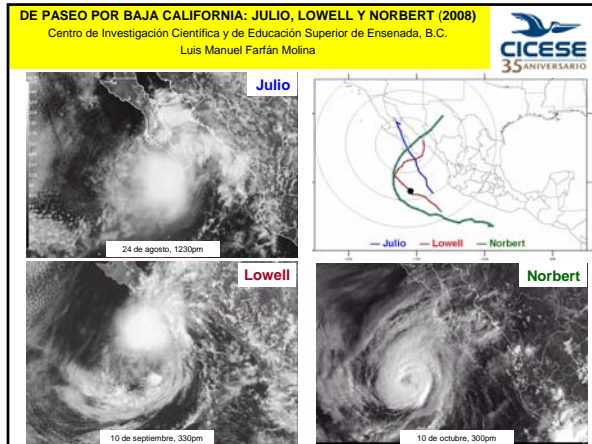 DE PASEO POR BAJA CALIFORNIA: JULIO, LOWELL Y NORBERT (2008)
Centro de Investigación Científica y de Educación Superior de Ensenada, B.C.
Luis Manuel Farfán Molina
CICESE
35 ANIVERSARIO
Julio
24 de agosto, 1230pm
Julio
Lowell
Norbert
Lowell
10 de septiembre, 330pm
Norbert
10 de octubre, 300pm